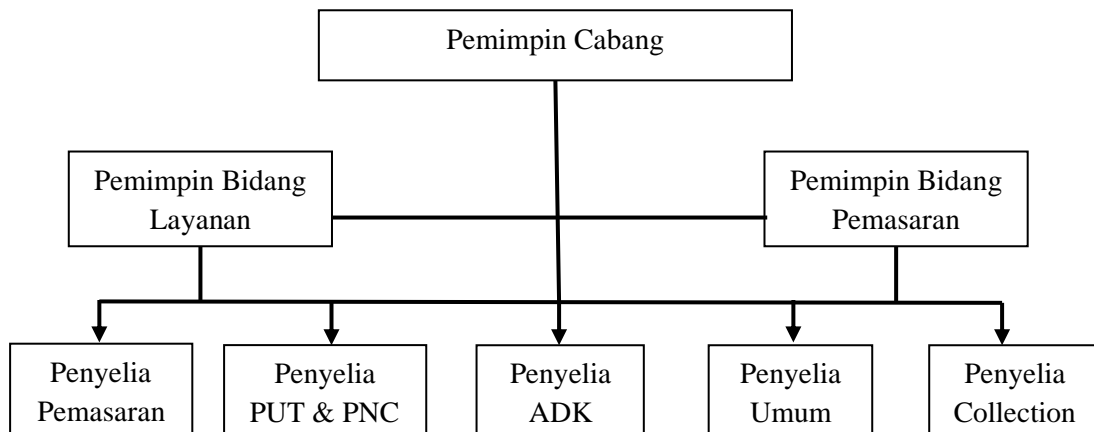 Pemimpin Cabang
Pemimpin Bidang
Layanan
Pemimpin Bidang
Pemasaran
Penyelia
Pemasaran
Penyelia
PUT & PNC
Penyelia
ADK
Penyelia
Umum
Penyelia
Collection